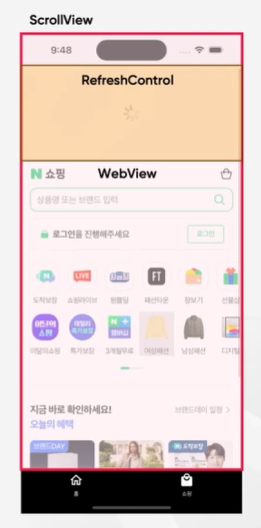 ScrollView
9:48
RefreshControl
N 쇼핑
WebView
상품명 또는 브랜드 입력
로그인을 진행해주세요
로그인
N
LIVE
FT
도착보장
쇼핑라이브
원쁠딜
패션타운
장보기
선물샵
이달의쇼핑
특가보장
3개월무료
여성패션
남성패션
디지털
지금 바로 확인하세요!
브랜드데이 일정 >
오늘의 혜택
브랜드DAY
N 도착보장
홈
쇼핑